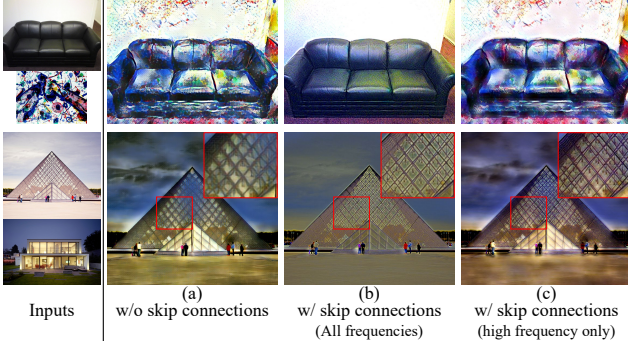 (a) (b) (c)
Inputs w/o skip connections w/ skip connections w/ skip connections
(All frequencies) (high frequency only)